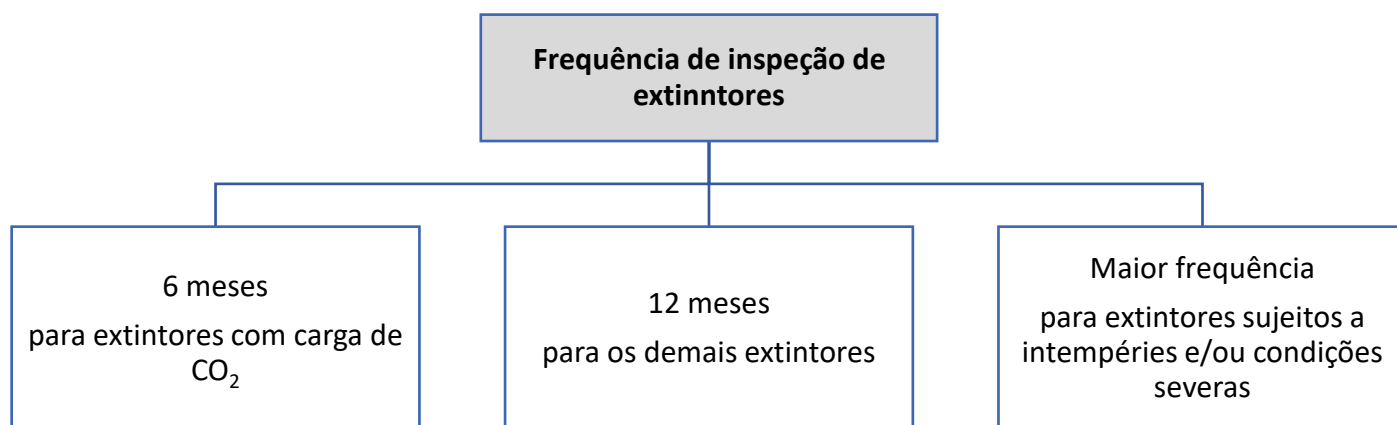 Frequência de inspeção de
extinntores
6 meses
para extintores com carga de
CO₂
12 meses
para os demais extintores
Maior frequência
para extintores sujeitos a
intempéries e/ou condições
severas